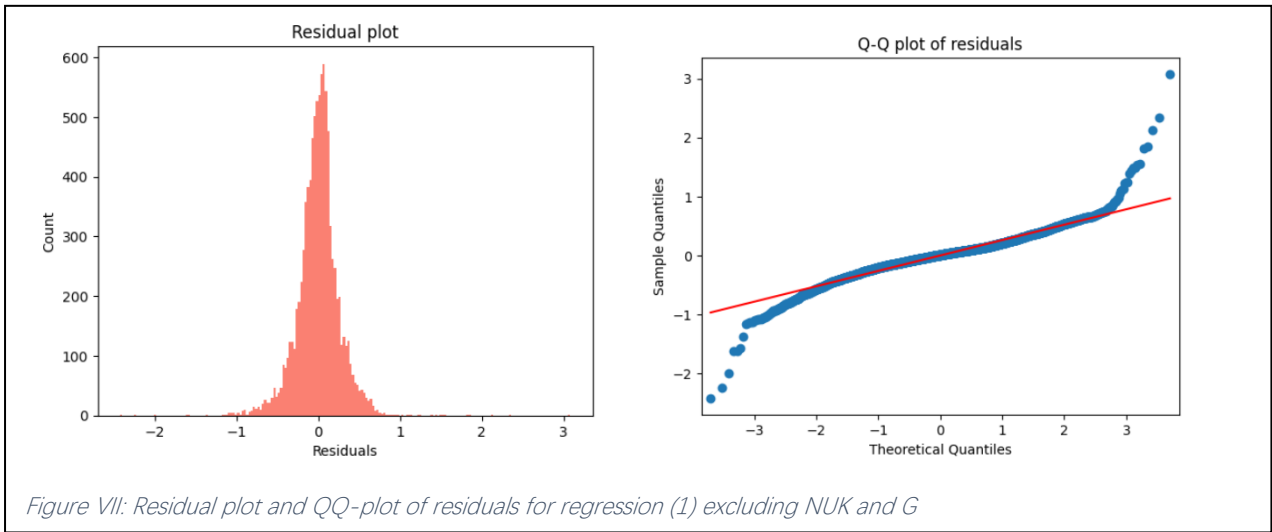 Residual plot
600
500
400
300
200
100
0
Count
−2 −1 0 1 2 3
Residuals
Q-Q plot of residuals
3
2
1
0
−1
−2
Sample Quantiles
−3 −2 −1 0 1 2 3
Theoretical Quantiles
Figure VII: Residual plot and QQ-plot of residuals for regression (1) excluding NUK and G